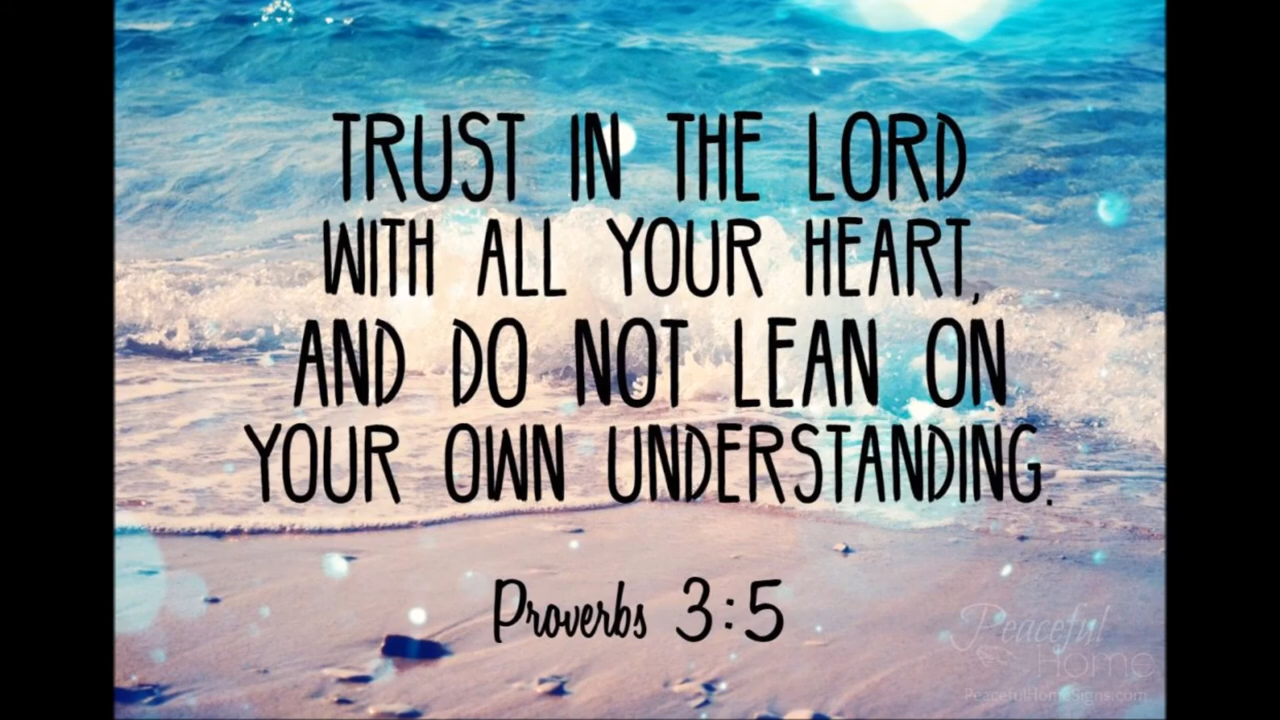 TRUST IN THE LORD
WITH ALL YOUR HEART,
AND DO NOT LEAN ON
YOUR OWN UNDERSTANDING.
Proverbs 3:5
Peaceful
Home
PeacefulHomeSigns.com